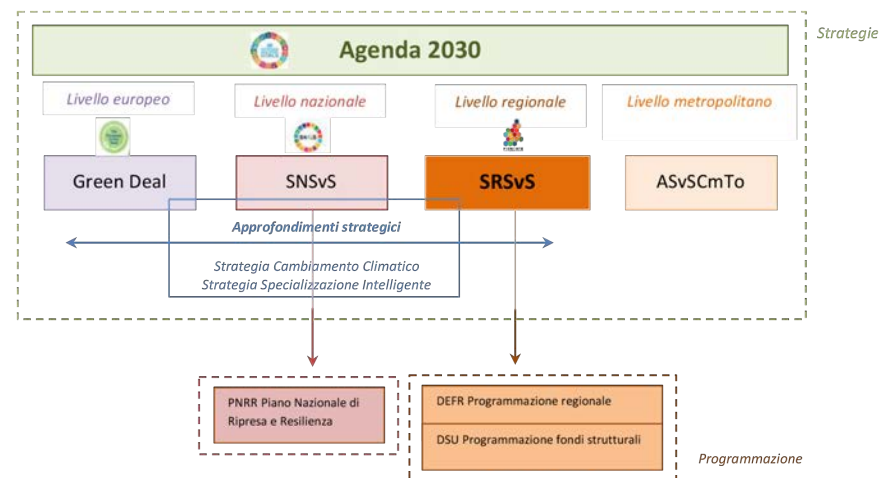 Strategie
Agenda 2030
Livello europeo
Livello nazionale
Livello regionale
Livello metropolitano
Green Deal
SNSvS
SRSvS
ASvSCmTo
Approfondimenti strategici
Strategia Cambiamento Climatico
Strategia Specializzazione Intelligente
PNRR Piano Nazionale di
Ripresa e Resilienza
DEFR Programmazione regionale
DSU Programmazione fondi strutturali
Programmazione